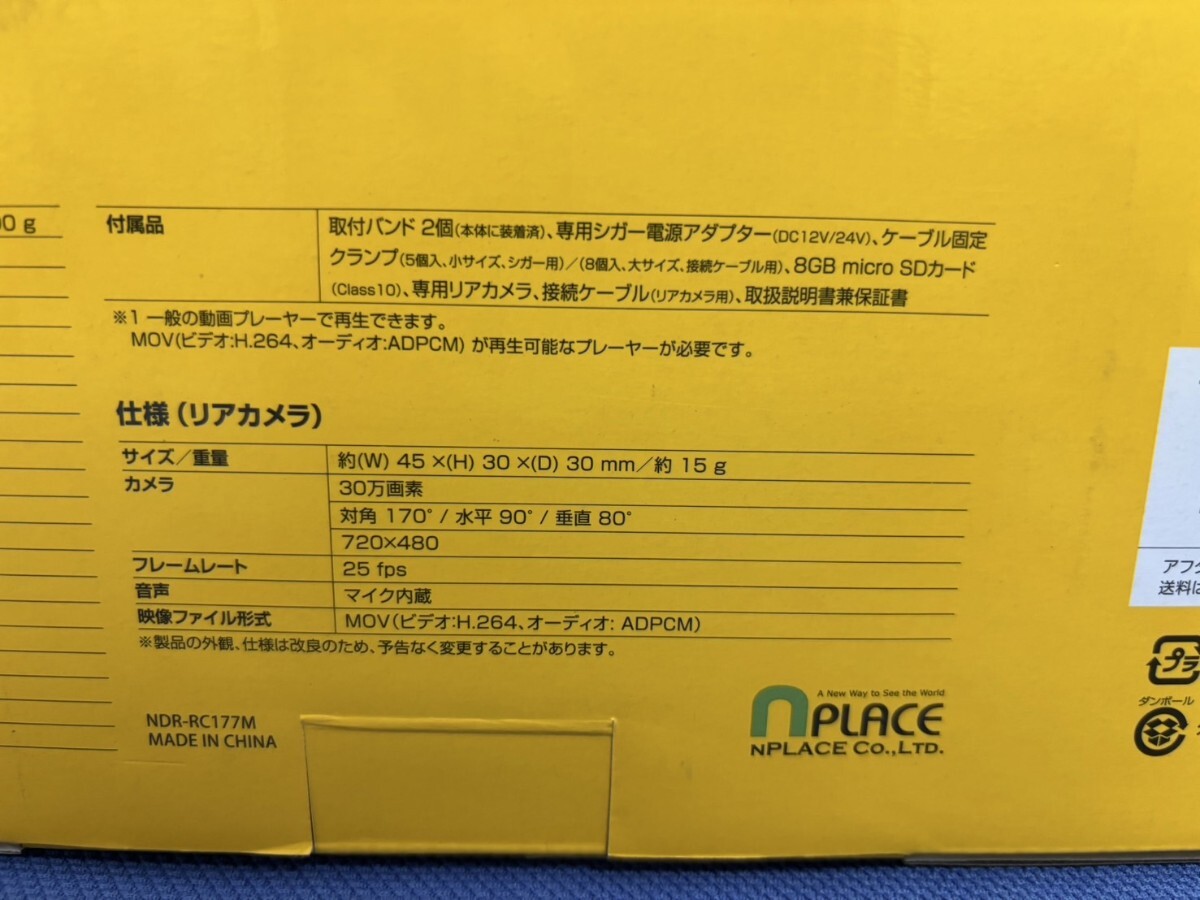 0 g
付属品
取付バンド 2個(本体に装着済)、専用シガー電源アダプター(DC12V/24V)、ケーブル固定
クランプ(5個入、小サイズ、シガー用)/(8個入、大サイズ、接続ケーブル用)、8GB micro SDカード
(Class10)、専用リアカメラ、接続ケーブル(リアカメラ用)、取扱説明書兼保証書
※1 一般の動画プレーヤーで再生できます。
MOV(ビデオ:H.264、オーディオ:ADPCM) が再生可能なプレーヤーが必要です。
仕様(リアカメラ)
サイズ/重量 約(W) 45 ×(H) 30 ×(D) 30 mm/約 15 g
カメラ 30万画素
対角 170° / 水平 90° / 垂直 80°
720×480
フレームレート 25 fps
音声 マイク内蔵
映像ファイル形式 MOV(ビデオ:H.264、オーディオ: ADPCM)
※製品の外観、仕様は改良のため、予告なく変更することがあります。
NDR-RC177M
MADE IN CHINA
A New Way to See the World
nPLACE
NPLACE CO.,LTD.
アフ
送料は
プラ
ダンボール